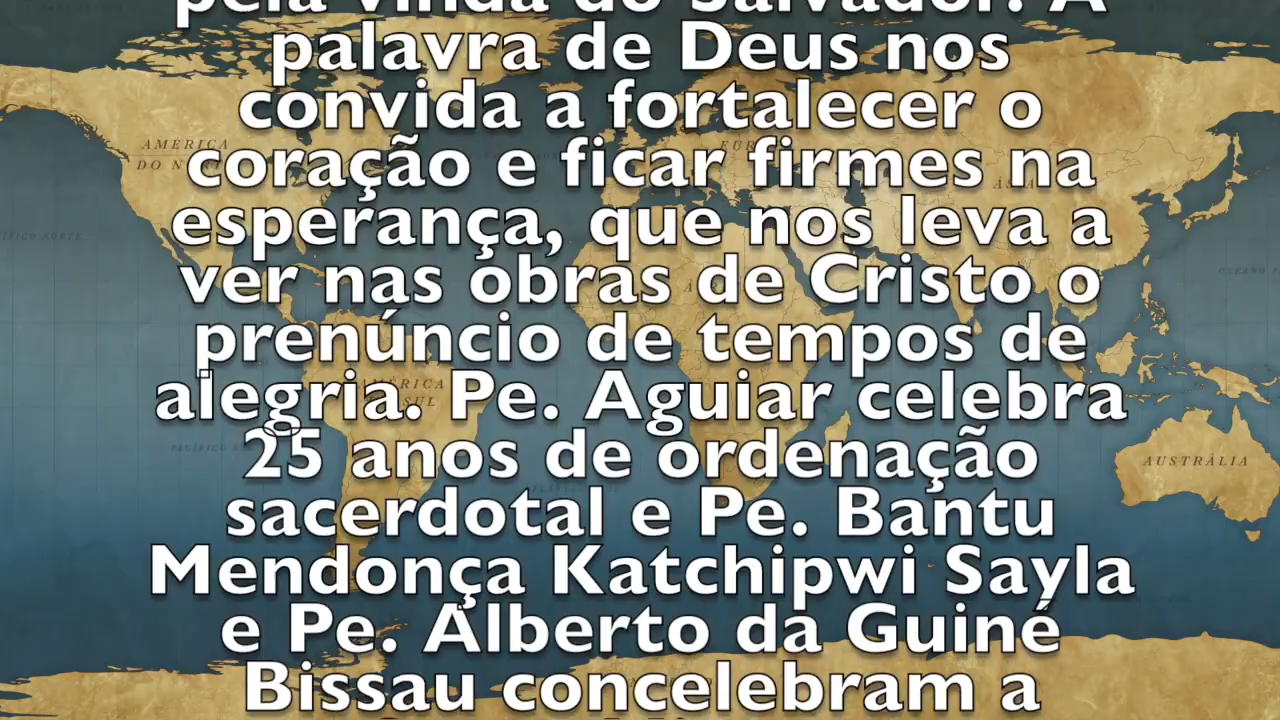 pela vinda do Salvador. A
palavra de Deus nos
convida a fortalecer o
coração e ficar firmes na
esperança, que nos leva a
ver nas obras de Cristo o
prenúncio de tempos de
alegria. Pe. Aguiar celebra
25 anos de ordenação
sacerdotal e Pe. Bantu
Mendonça Katchipwi Sayla
e Pe. Alberto da Guiné
Bissau concelebram a
AMÉRICA
AUSTRÁLIA